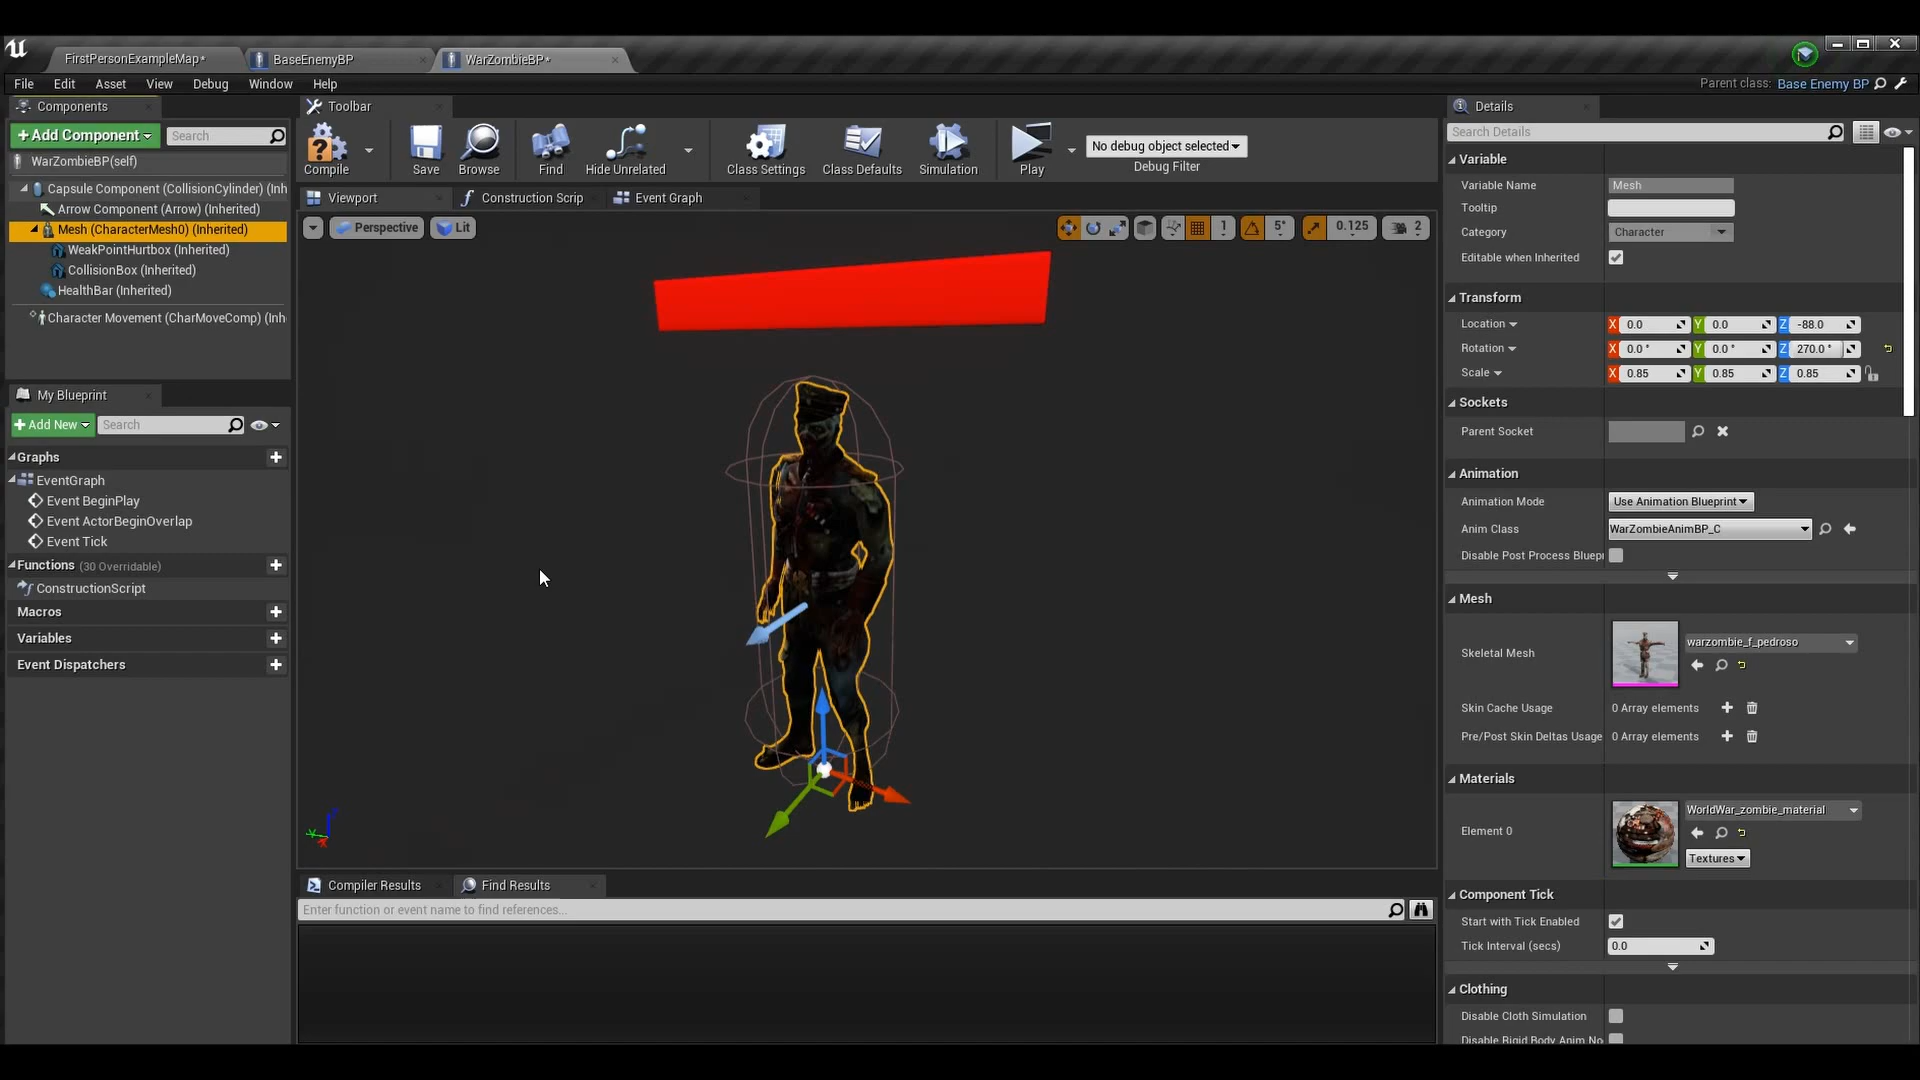 FirstPersonExampleMap*
BaseEnemyBP
WarZombieBP*
File Edit Asset View Debug Window Help
Parent class: Base Enemy BP
Components
Toolbar
Details
+Add Component
Search
Search Details
WarZombieBP(self)
Compile
Save
Browse
Find
Hide Unrelated
Class Settings
Class Defaults
Simulation
Play
No debug object selected
Debug Filter
Capsule Component (CollisionCylinder) (Inh
Arrow Component (Arrow) (Inherited)
Mesh (CharacterMesh0) (Inherited)
WeakPointHurtbox (Inherited)
CollisionBox (Inherited)
HealthBar (Inherited)
Character Movement (CharMoveComp) (Inh
Viewport
Construction Scrip
Event Graph
Perspective
Lit
1
5°
0.125
2
My Blueprint
+Add New
Search
Graphs
EventGraph
Event BeginPlay
Event ActorBeginOverlap
Event Tick
Functions (30 Overridable)
ConstructionScript
Macros
Variables
Event Dispatchers
Compiler Results
Find Results
Enter function or event name to find references...
Variable
Variable Name Mesh
Tooltip
Category Character
Editable when Inherited
Transform
Location X 0.0 Y 0.0 Z -88.0
Rotation X 0.0 ° Y 0.0 ° Z 270.0 °
Scale X 0.85 Y 0.85 Z 0.85
Sockets
Parent Socket
Animation
Animation Mode Use Animation Blueprint
Anim Class WarZombieAnimBP_C
Disable Post Process Bluepr
Mesh
Skeletal Mesh warzombie_f_pedroso
Skin Cache Usage 0 Array elements
Pre/Post Skin Deltas Usage 0 Array elements
Materials
Element 0 WorldWar_zombie_material
Textures
Component Tick
Start with Tick Enabled
Tick Interval (secs) 0.0
Clothing
Disable Cloth Simulation
Disable Rigid Body Anim No